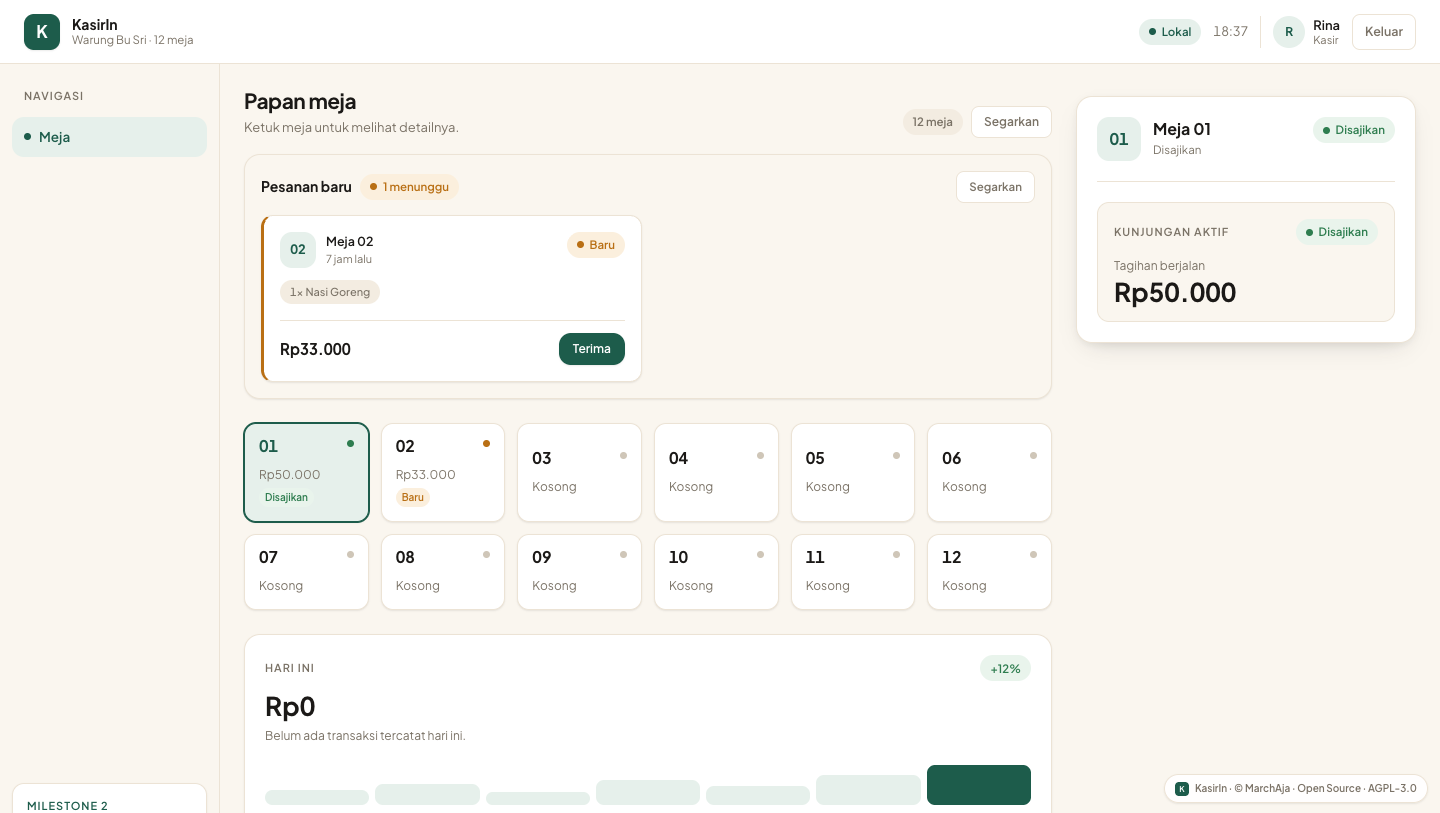 K
KasirIn
Warung Bu Sri · 12 meja
Lokal
18:37
R
Rina
Kasir
Keluar
NAVIGASI
Meja
MILESTONE 2
Papan meja
Ketuk meja untuk melihat detailnya.
12 meja
Segarkan
Pesanan baru
1 menunggu
Segarkan
02
Meja 02
7 jam lalu
Baru
1× Nasi Goreng
Rp33.000
Terima
01
Rp50.000
Disajikan
02
Rp33.000
Baru
03
Kosong
04
Kosong
05
Kosong
06
Kosong
07
Kosong
08
Kosong
09
Kosong
10
Kosong
11
Kosong
12
Kosong
HARI INI
+12%
Rp0
Belum ada transaksi tercatat hari ini.
01
Meja 01
Disajikan
Disajikan
KUNJUNGAN AKTIF
Disajikan
Tagihan berjalan
Rp50.000
K
KasirIn · © MarchAja · Open Source · AGPL-3.0